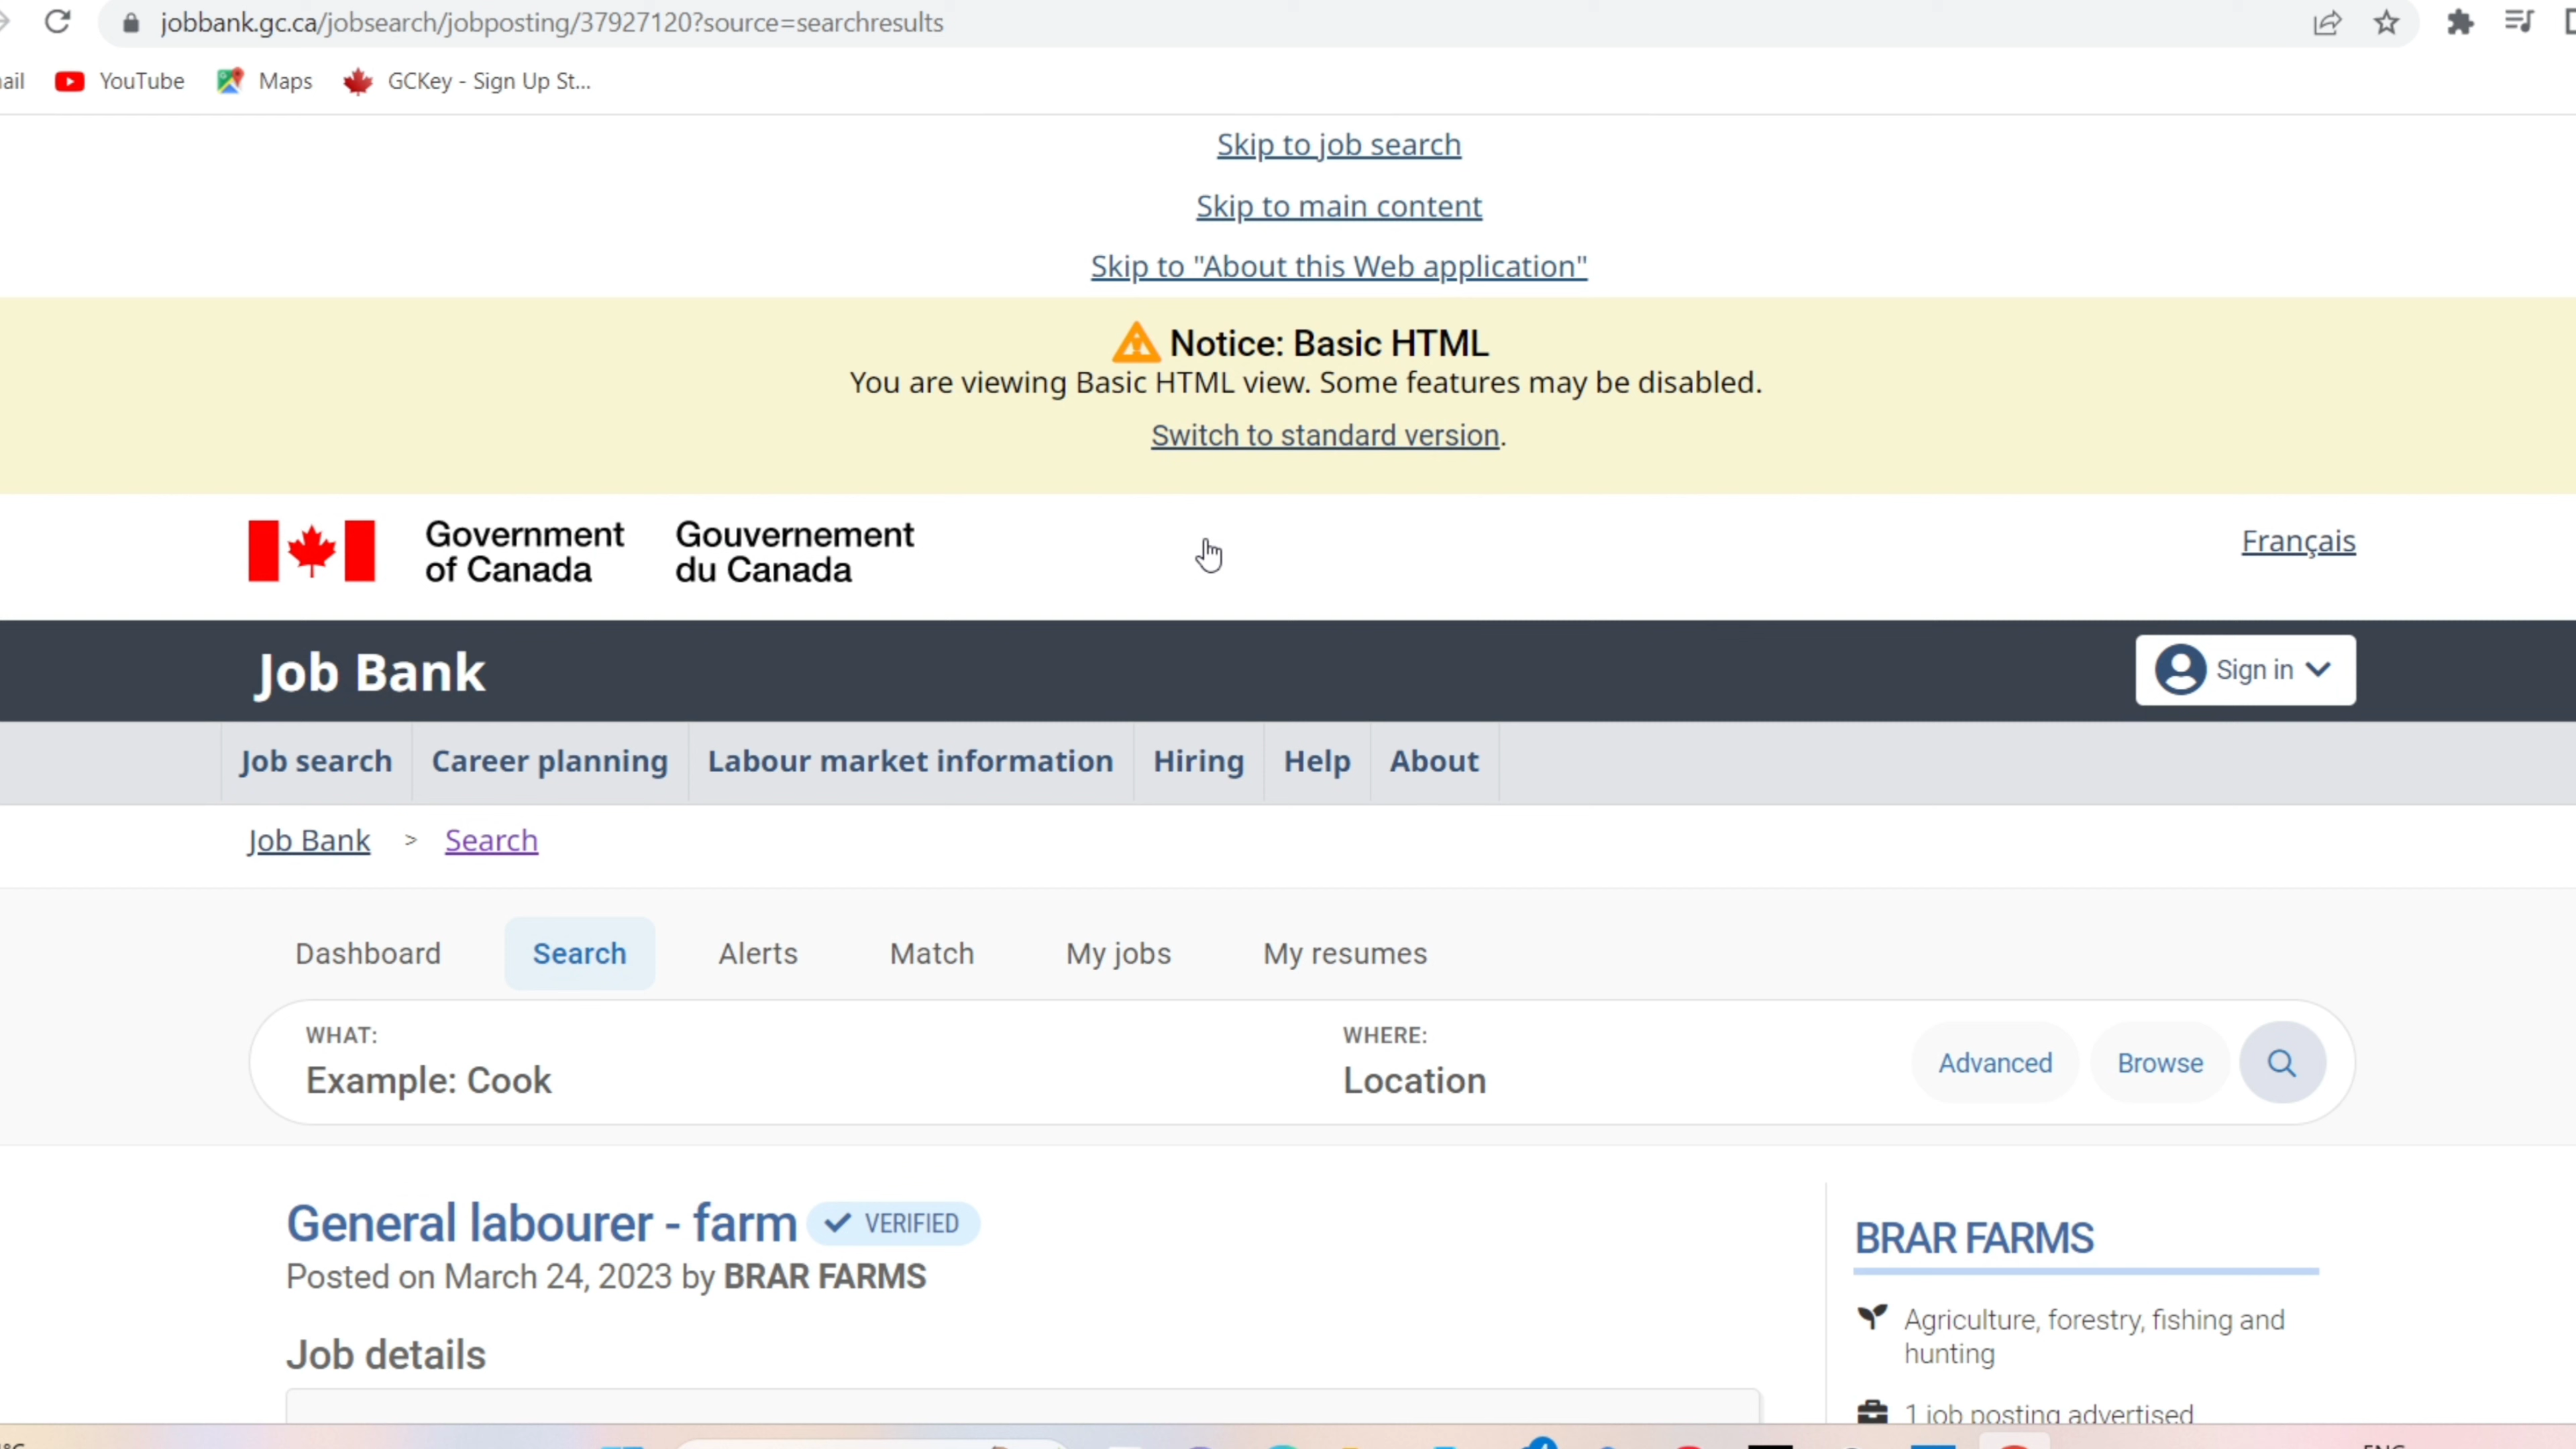 jobbank.gc.ca/jobsearch/jobposting/37927120?source=searchresults
YouTube Maps GCKey - Sign Up St...
Skip to job search
Skip to main content
Skip to "About this Web application"
Notice: Basic HTML
You are viewing Basic HTML view. Some features may be disabled.
Switch to standard version.
Government of Canada
Gouvernement du Canada
Français
Job Bank
Sign in
Job search Career planning Labour market information Hiring Help About
Job Bank > Search
Dashboard Search Alerts Match My jobs My resumes
WHAT: WHERE:
Example: Cook Location Advanced Browse
General labourer - farm VERIFIED
Posted on March 24, 2023 by BRAR FARMS
Job details
BRAR FARMS
Agriculture, forestry, fishing and
hunting
1 job posting advertised